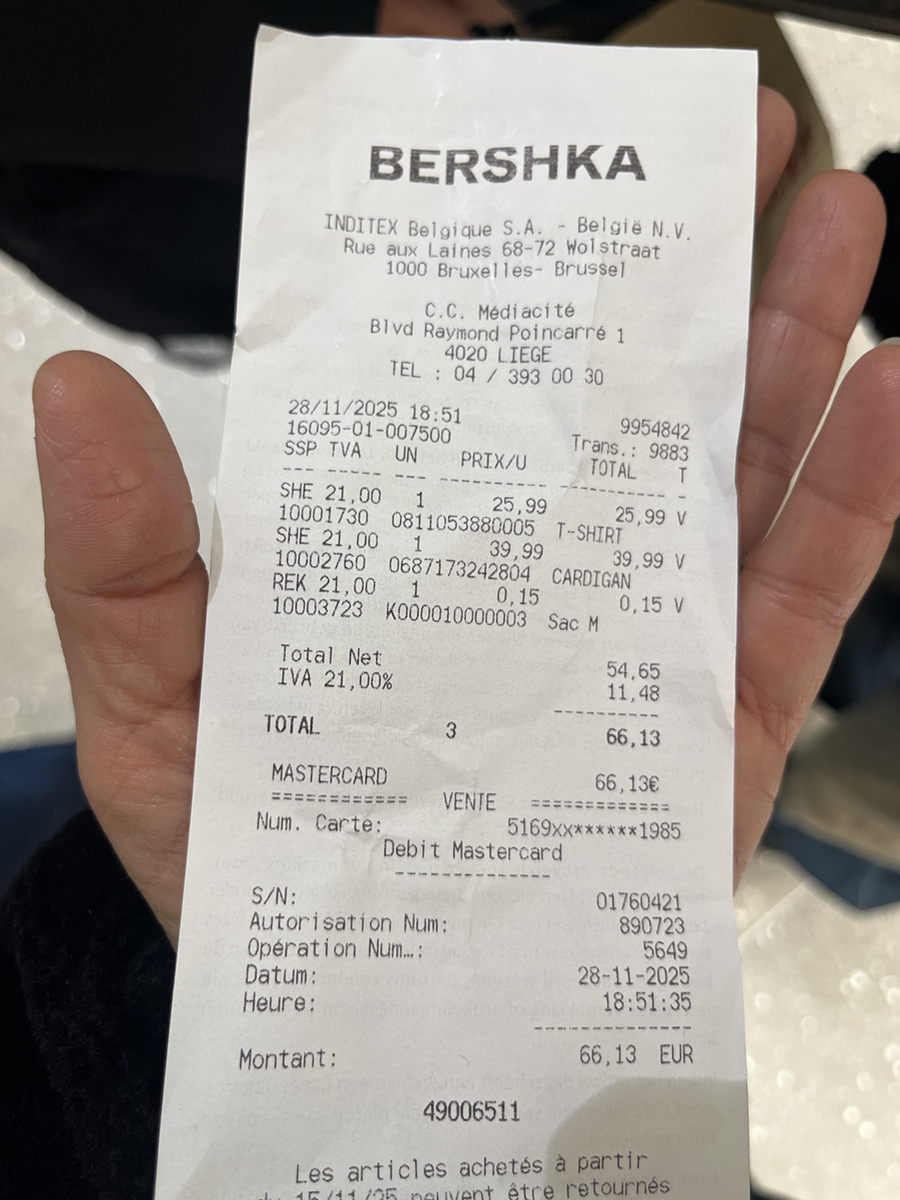 BERSHKA
INDITEX Belgique S.A. - België N.V.
Rue aux Laines 68-72 Wolstraat
1000 Bruxelles- Brussel
C.C. Médiacité
Blvd Raymond Poincarré 1
4020 LIEGE
TEL : 04 / 393 00 30
28/11/2025 18:51 9954842
16095-01-007500 Trans.: 9883
SSP TVA UN PRIX/U TOTAL T
--- ----- --- ---------- ---------- -
SHE 21,00 1 25,99 25,99 V
10001730 0811053880005 T-SHIRT
SHE 21,00 1 39,99 39,99 V
10002760 0687173242804 CARDIGAN
REK 21,00 1 0,15 0,15 V
10003723 K000010000003 Sac M
Total Net 54,65
IVA 21,00% 11,48
----------
TOTAL 3 66,13
MASTERCARD 66,13€
============ VENTE ============
Num. Carte: 5169xx******1985
Debit Mastercard
--------------
S/N: 01760421
Autorisation Num: 890723
Opération Num…: 5649
Datum: 28-11-2025
Heure: 18:51:35
--------------
Montant: 66,13 EUR
49006511
Les articles achetés à partir
du 15/11/25 peuvent être retournés